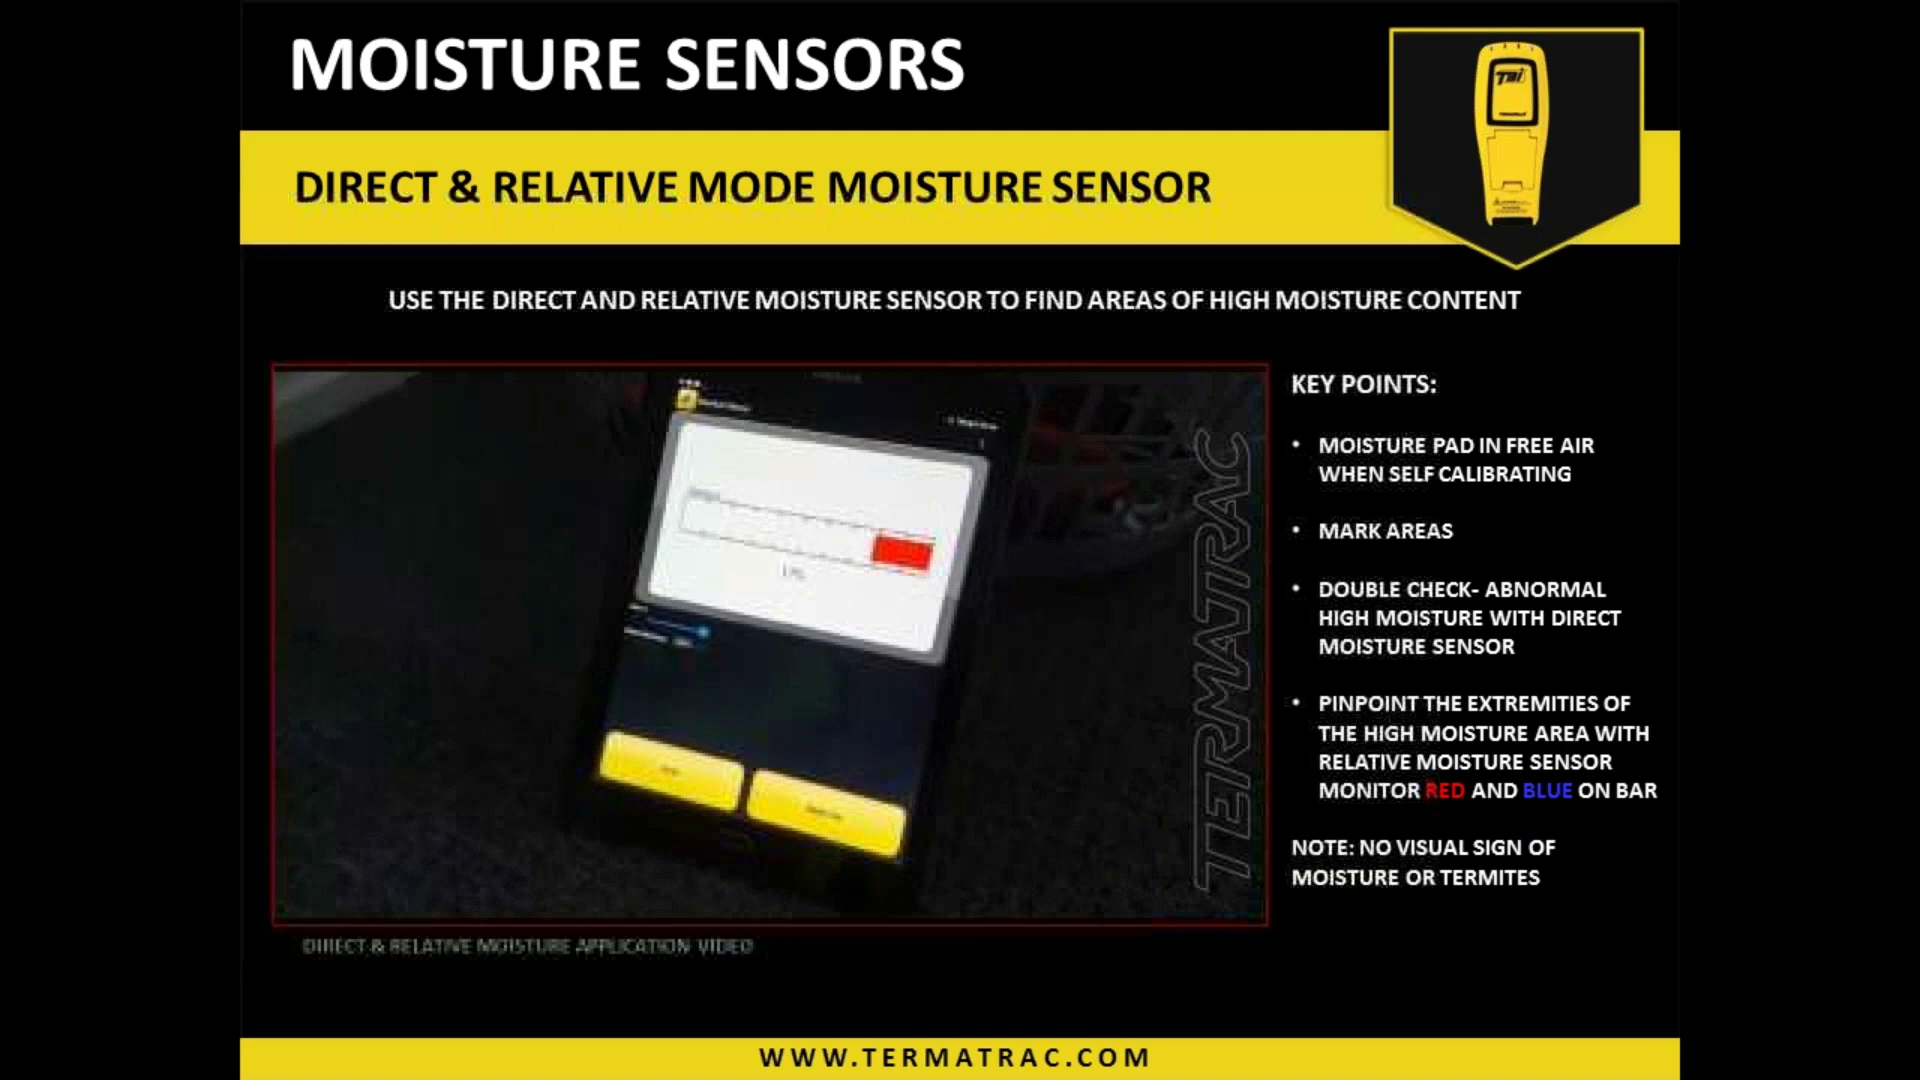 MOISTURE SENSORS
T3i
DIRECT & RELATIVE MODE MOISTURE SENSOR
USE THE DIRECT AND RELATIVE MOISTURE SENSOR TO FIND AREAS OF HIGH MOISTURE CONTENT
TERMATRAC
DIRECT & RELATIVE MOISTURE APPLICATION VIDEO
KEY POINTS:
• MOISTURE PAD IN FREE AIR
WHEN SELF CALIBRATING
• MARK AREAS
• DOUBLE CHECK- ABNORMAL
HIGH MOISTURE WITH DIRECT
MOISTURE SENSOR
• PINPOINT THE EXTREMITIES OF
THE HIGH MOISTURE AREA WITH
RELATIVE MOISTURE SENSOR
MONITOR RED AND BLUE ON BAR
NOTE: NO VISUAL SIGN OF
MOISTURE OR TERMITES
WWW.TERMATRAC.COM